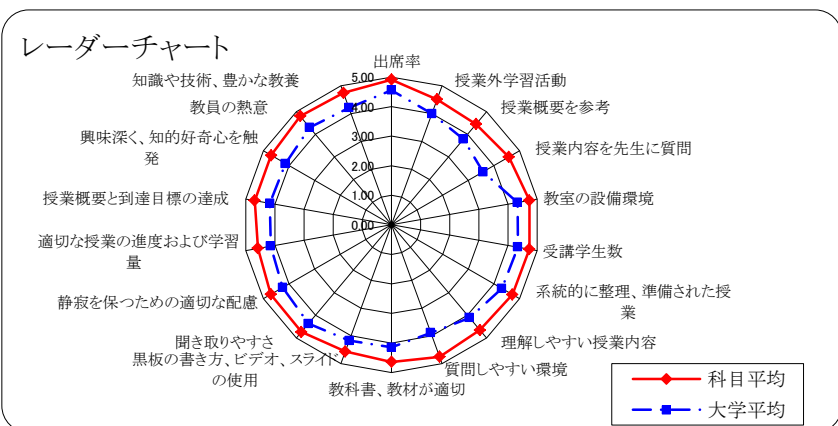 レーダーチャート
出席率
授業外学習活動
授業概要を参考
授業内容を先生に質問
教室の設備環境
受講学生数
系統的に整理、準備された授
業
理解しやすい授業内容
質問しやすい環境
教科書、教材が適切
黒板の書き方、ビデオ、スライド
の使用
聞き取りやすさ
静寂を保つための適切な配慮
適切な授業の進度および学習
量
授業概要と到達目標の達成
興味深く、知的好奇心を触
発
教員の熱意
知識や技術、豊かな教養
5.00
4.00
3.00
2.00
1.00
0.00
科目平均
大学平均